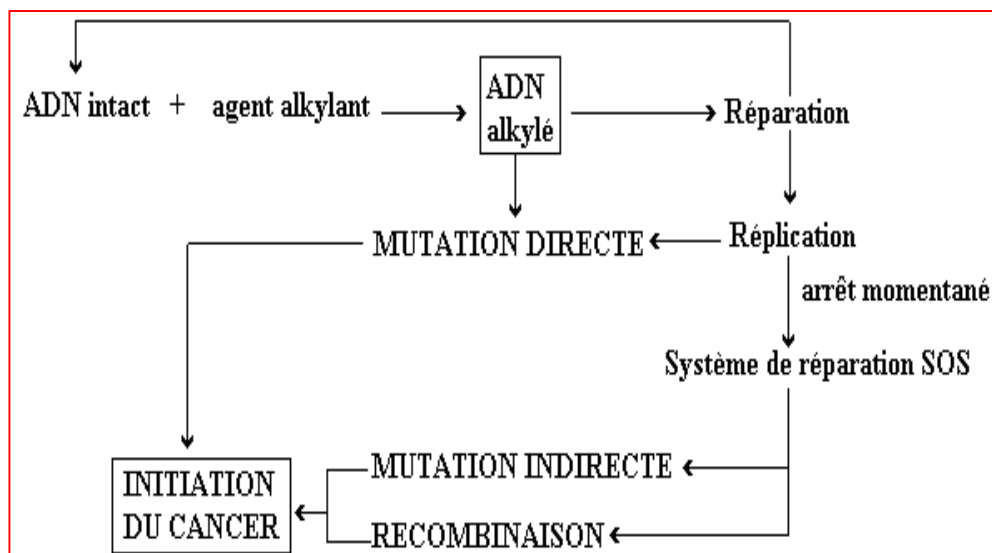 ADN intact + agent alkylant
ADN
alkylé
Réparation
MUTATION DIRECTE
Réplication
arrêt momentané
Système de réparation SOS
MUTATION INDIRECTE
INITIATION
DU CANCER
RECOMBINAISON